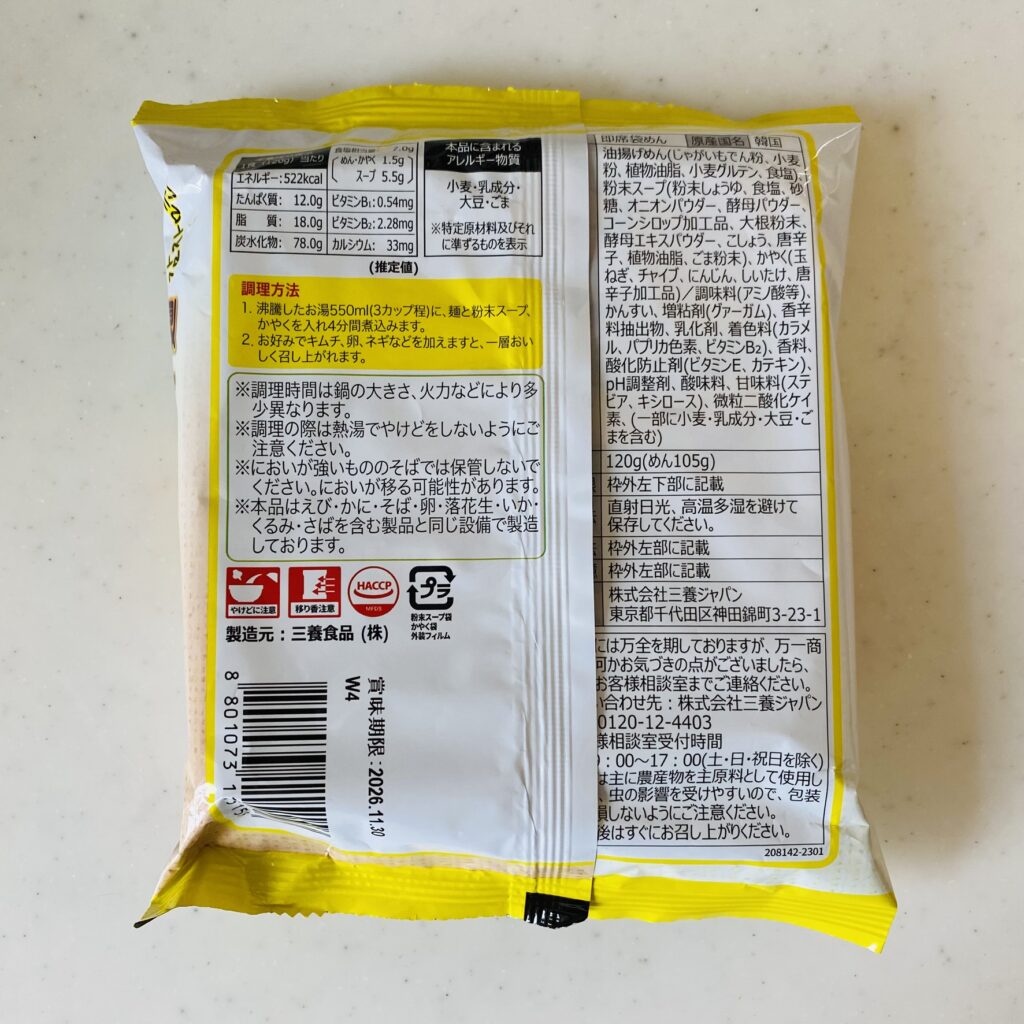 1食(120g) 当たり
エネルギー:522kcal
たんぱく質: 12.0g
脂 質: 18.0g
炭水化物: 78.0g
食塩相当量: 7.0g
めん・かやく 1.5g
スープ 5.5g
ビタミンB₁:0.54mg
ビタミンB₂:2.28mg
カルシウム: 33mg
(推定値)
本品に含まれる
アレルギー物質
小麦・乳成分・
大豆・ごま
※特定原材料及びそれ
に準ずるものを表示
調理方法
1. 沸騰したお湯550ml(3カップ程)に、麺と粉末スープ、
かやくを入れ4分間煮込みます。
2. お好みでキムチ、卵、ネギなどを加えますと、一層おい
しく召し上がれます。
※調理時間は鍋の大きさ、火力などにより多
少異なります。
※調理の際は熱湯でやけどをしないようにご
注意ください。
※においが強いもののそばでは保管しないで
ください。においが移る可能性があります。
※本品はえび・かに・そば・卵・落花生・いか・
くるみ・さばを含む製品と同じ設備で製造
しております。
やけどに注意
移り香注意
HACCP
MFDS
プラ
粉末スープ袋
かやく袋
外装フィルム
製造元:三養食品 (株)
賞味期限:2026.11.30
W4
8 801073 1
即席袋めん 原産国名 韓国
油揚げめん(じゃがいもでん粉、小麦
粉、植物油脂、小麦グルテン、食塩)、
粉末スープ(粉末しょうゆ、食塩、砂
糖、オニオンパウダー、酵母パウダー、
コーンシロップ加工品、大根粉末、
酵母エキスパウダー、こしょう、唐辛
子、植物油脂、ごま粉末)、かやく(玉
ねぎ、チャイブ、にんじん、しいたけ、唐
辛子加工品)/調味料(アミノ酸等)、
かんすい、増粘剤(グァーガム)、香辛
料抽出物、乳化剤、着色料(カラメ
ル、パプリカ色素、ビタミンB2)、香料、
酸化防止剤(ビタミンE、カテキン)、
pH調整剤、酸味料、甘味料(ステ
ビア、キシロース)、微粒二酸化ケイ
素、(一部に小麦・乳成分・大豆・ご
まを含む)
120g(めん105g)
枠外左下部に記載
直射日光、高温多湿を避けて
保存してください。
枠外左部に記載
枠外左部に記載
株式会社三養ジャパン
東京都千代田区神田錦町3-23-1
には万全を期しておりますが、万一商
何かお気づきの点がございましたら、
お客様相談室までご連絡ください。
い合わせ先:株式会社三養ジャパン
0120-12-4403
様相談室受付時間
:00～17:00(土・日・祝日を除く)
は主に農産物を主原料として使用し
、虫の影響を受けやすいので、包装
損しないようにご注意ください。
後はすぐにお召し上がりください。
208142-2301